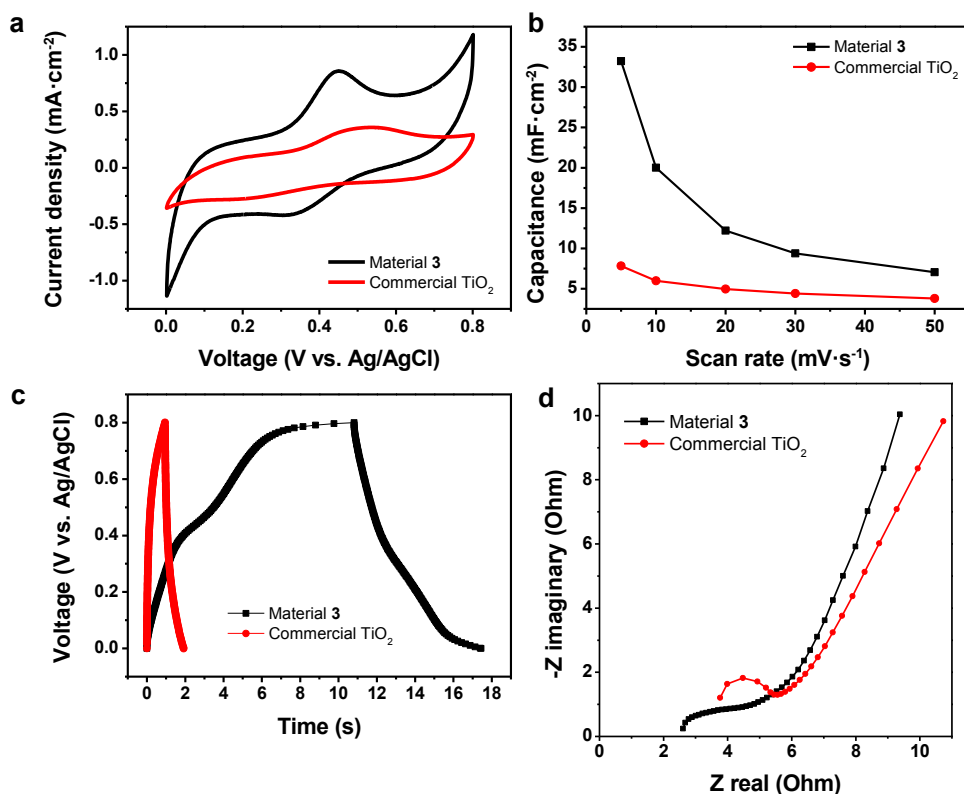 a
Current density (mA·cm⁻²)
1.0
0.5
0.0
-0.5
-1.0
Material 3
Commercial TiO₂
0.0 0.2 0.4 0.6 0.8
Voltage (V vs. Ag/AgCl)
b
Capacitance (mF·cm⁻²)
35
30
25
20
15
10
5
Material 3
Commercial TiO₂
0 10 20 30 40 50
Scan rate (mV·s⁻¹)
c
Voltage (V vs. Ag/AgCl)
0.8
0.6
0.4
0.2
0.0
Material 3
Commercial TiO₂
0 2 4 6 8 10 12 14 16 18
Time (s)
d
-Z imaginary (Ohm)
10
8
6
4
2
0
Material 3
Commercial TiO₂
0 2 4 6 8 10
Z real (Ohm)